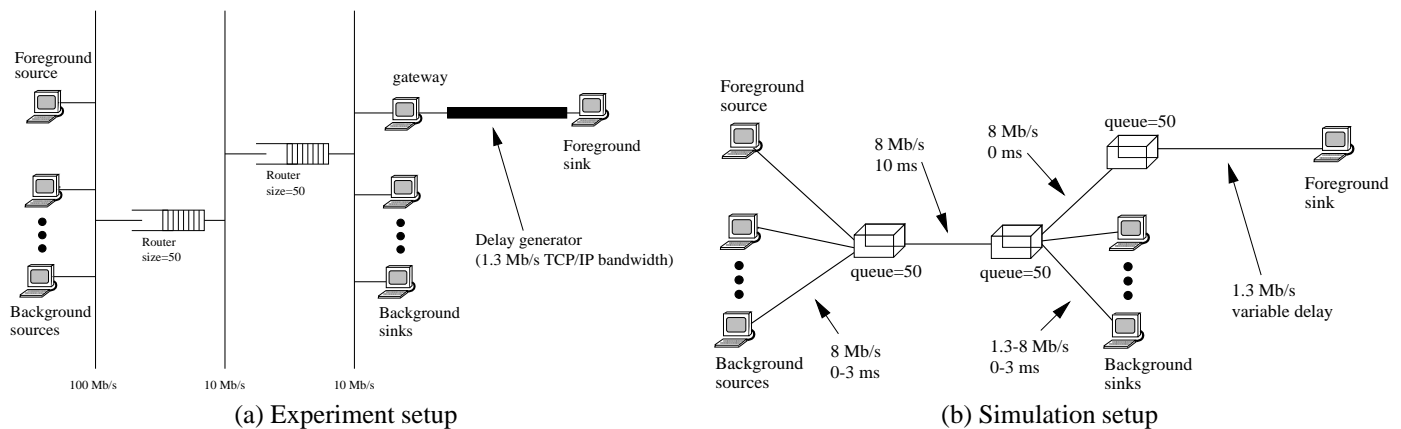 Foreground
source
gateway
Foreground
sink
Router
size=50
Router
size=50
Delay generator
(1.3 Mb/s TCP/IP bandwidth)
Background
sources
Background
sinks
100 Mb/s
10 Mb/s
10 Mb/s
(a) Experiment setup
Foreground
source
queue=50
8 Mb/s
10 ms
8 Mb/s
0 ms
Foreground
sink
queue=50
queue=50
1.3 Mb/s
variable delay
8 Mb/s
0-3 ms
1.3-8 Mb/s
0-3 ms
Background
sources
Background
sinks
(b) Simulation setup